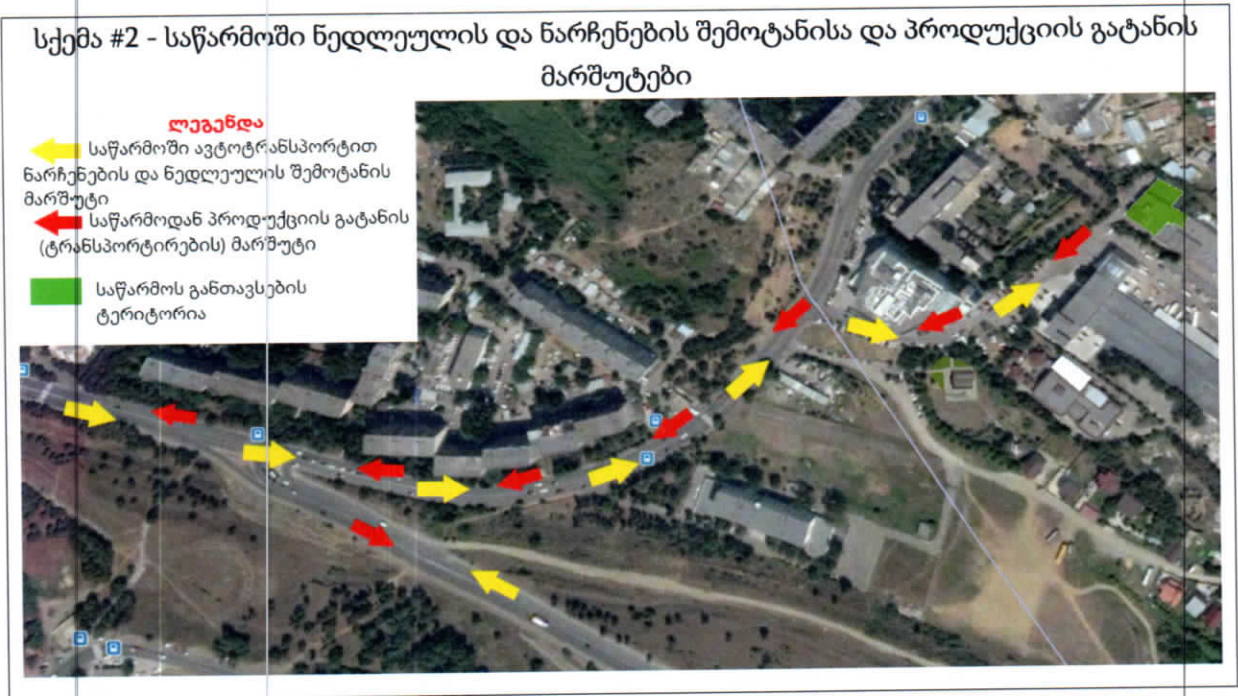 სქემა #2 - საწარმოში ნედლეულის და ნარჩენების შემოტანისა და პროდუქციის გატანის
მარშუტები
ლეგენდა
საწარმოში ავტოტრანსპორტით
ნარჩენების და ნედლეულის შემოტანის
მარშუტი
საწარმოდან პროდუქციის გატანის
(ტრანსპორტირების) მარშუტი
საწარმოს განთავსების
ტერიტორია